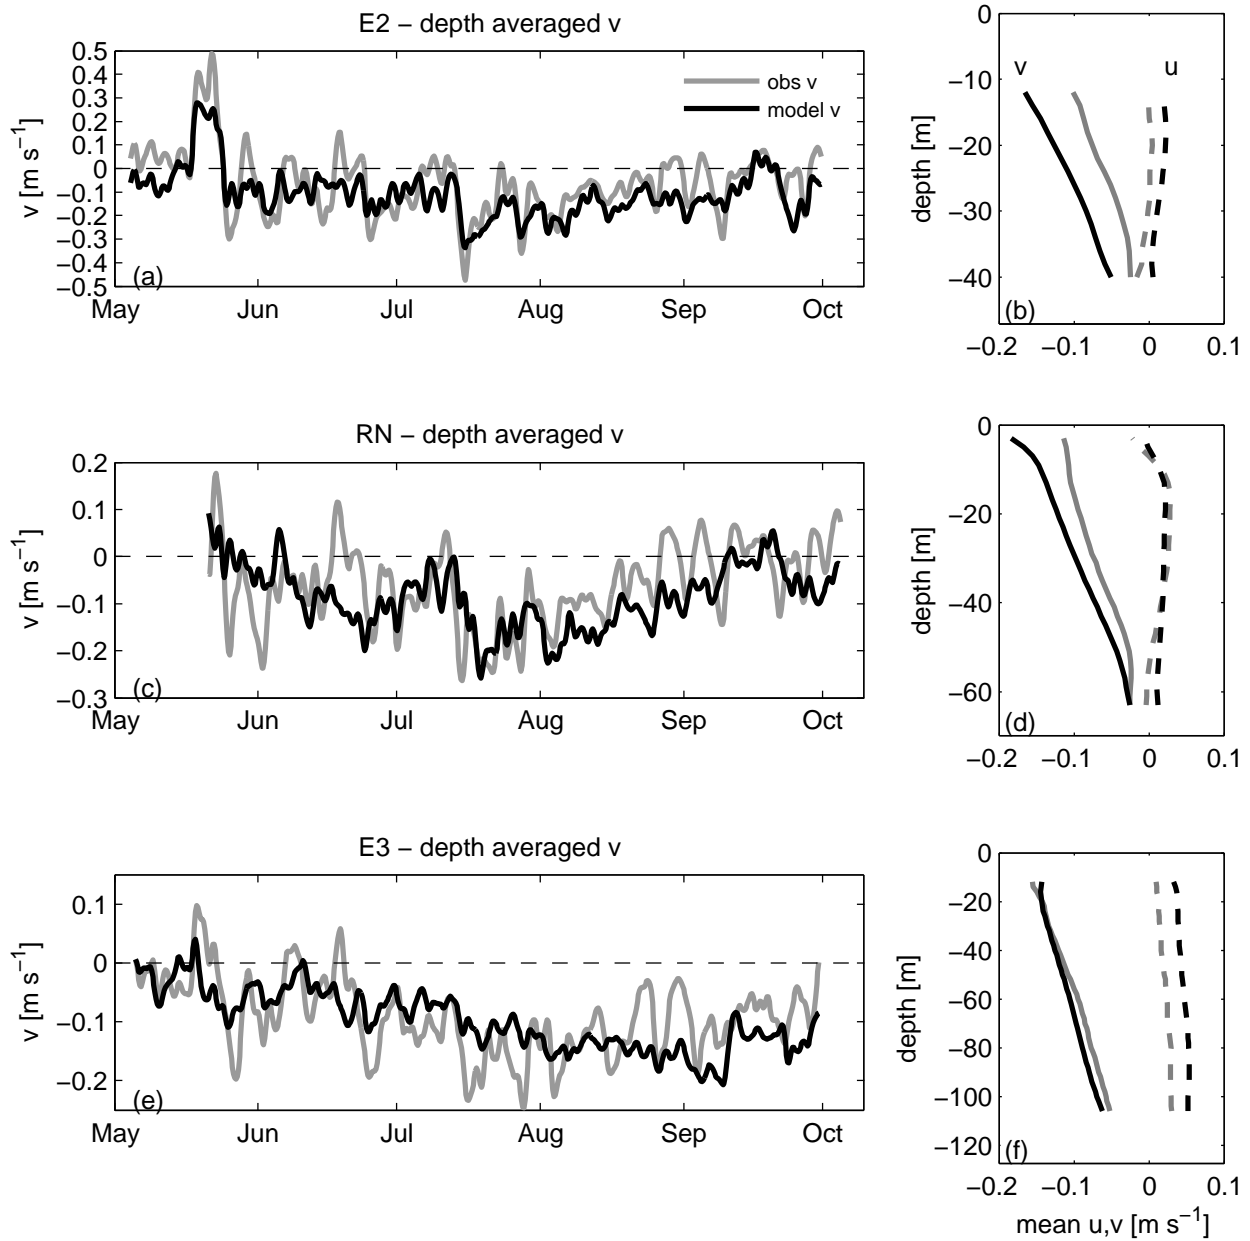 E2 − depth averaged v
0.5
0.4
0.3
0.2
0.1
0
−0.1
−0.2
−0.3
−0.4
−0.5
v [m s−1]
obs v
model v
(a)
May Jun Jul Aug Sep Oct
0
−10
−20
−30
−40
depth [m]
v u
(b)
−0.2 −0.1 0 0.1
RN − depth averaged v
0.2
0.1
0
−0.1
−0.2
−0.3
v [m s−1]
(c)
May Jun Jul Aug Sep Oct
0
−20
−40
−60
depth [m]
(d)
−0.2 −0.1 0 0.1
E3 − depth averaged v
0.1
0
−0.1
−0.2
v [m s−1]
(e)
May Jun Jul Aug Sep Oct
0
−20
−40
−60
−80
−100
−120
depth [m]
(f)
−0.2 −0.1 0 0.1
mean u,v [m s−1]